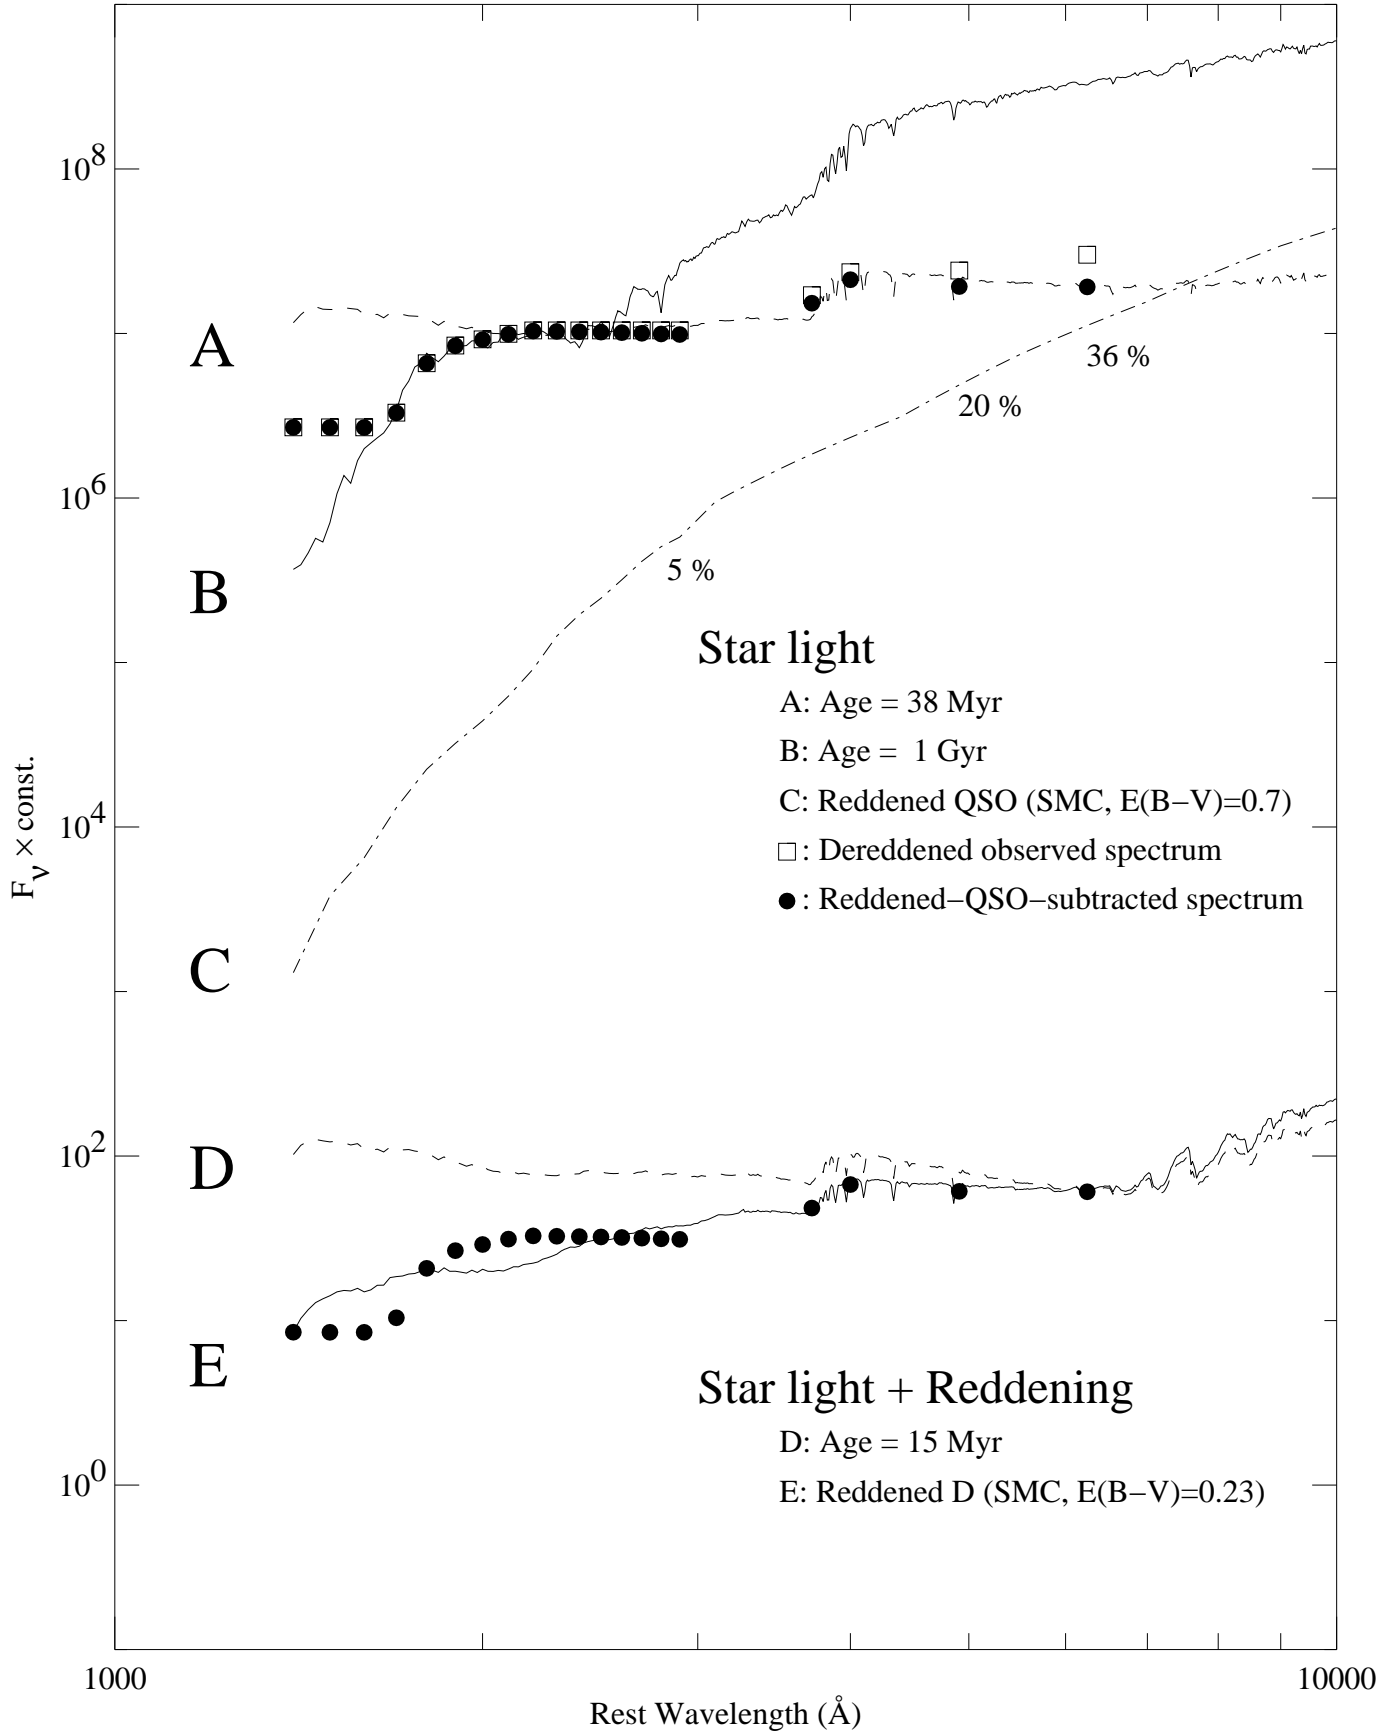 10^8
A
36 %
20 %
10^6
5 %
B
Star light
A: Age = 38 Myr
B: Age =  1 Gyr
C: Reddened QSO (SMC, E(B−V)=0.7)
□ : Dereddened observed spectrum
● : Reddened−QSO−subtracted spectrum
10^4
F_ν × const.
C
10^2
D
E
Star light + Reddening
D: Age = 15 Myr
E: Reddened D (SMC, E(B−V)=0.23)
10^0
1000
10000
Rest Wavelength (Å)